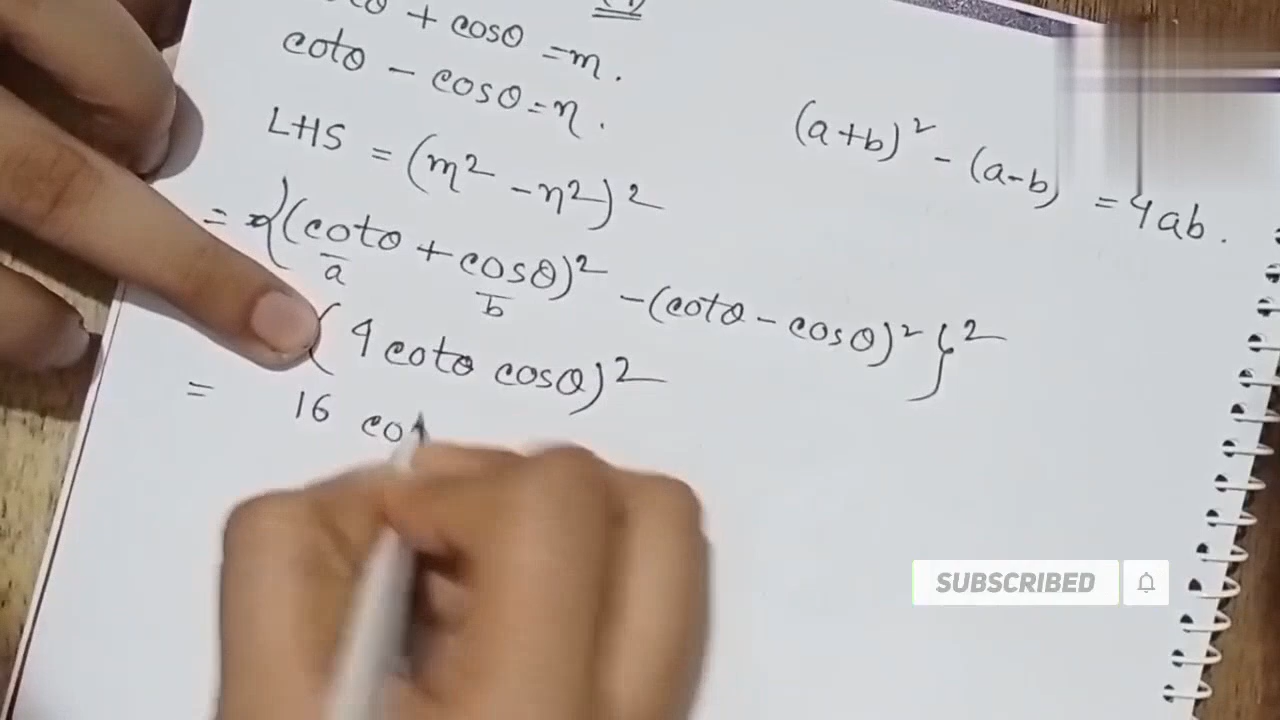 + cosθ = m.
cotθ - cosθ = n.
LHS = (m² - n²)²
(a+b)² - (a-b) = 4ab.
= {(cotθ + cosθ)² - (cotθ - cosθ)²}²
a b
(4 cotθ cosθ)²
= 16 cot
SUBSCRIBED